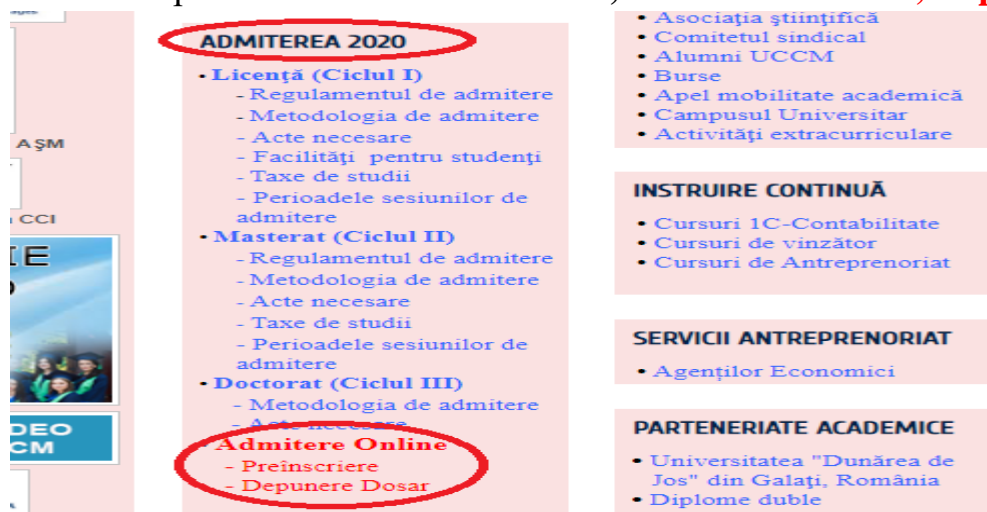 AŞM
CCI
IE
DEO
CM
ADMITEREA 2020
• Licenţă (Ciclul I)
- Regulamentul de admitere
- Metodologia de admitere
- Acte necesare
- Facilităţi pentru studenţi
- Taxe de studii
- Perioadele sesiunilor de
admitere
• Masterat (Ciclul II)
- Regulamentul de admitere
- Metodologia de admitere
- Acte necesare
- Taxe de studii
- Perioadele sesiunilor de
admitere
• Doctorat (Ciclul III)
- Metodologia de admitere
- Acte necesare
• Admitere Online
- Preînscriere
- Depunere Dosar
• Asociaţia ştiinţifică
• Comitetul sindical
• Alumni UCCM
• Burse
• Apel mobilitate academică
• Campusul Universitar
• Activităţi extracurriculare
INSTRUIRE CONTINUĂ
• Cursuri 1C-Contabilitate
• Cursuri de vinzător
• Cursuri de Antreprenoriat
SERVICII ANTREPRENORIAT
• Agenţilor Economici
PARTENERIATE ACADEMICE
• Universitatea "Dunărea de
Jos" din Galaţi, România
• Diplome duble